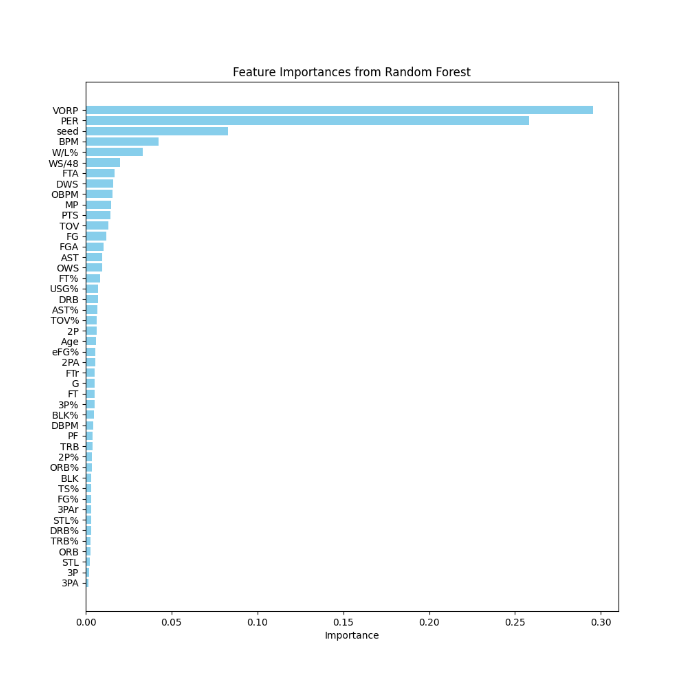 Feature Importances from Random Forest
VORP
PER
seed
BPM
W/L%
WS/48
FTA
DWS
OBPM
MP
PTS
TOV
FG
FGA
AST
OWS
FT%
USG%
DRB
AST%
TOV%
2P
Age
eFG%
2PA
FTr
G
FT
3P%
BLK%
DBPM
PF
TRB
2P%
ORB%
BLK
TS%
FG%
3PAr
STL%
DRB%
TRB%
ORB
STL
3P
3PA
0.00 0.05 0.10 0.15 0.20 0.25 0.30
Importance